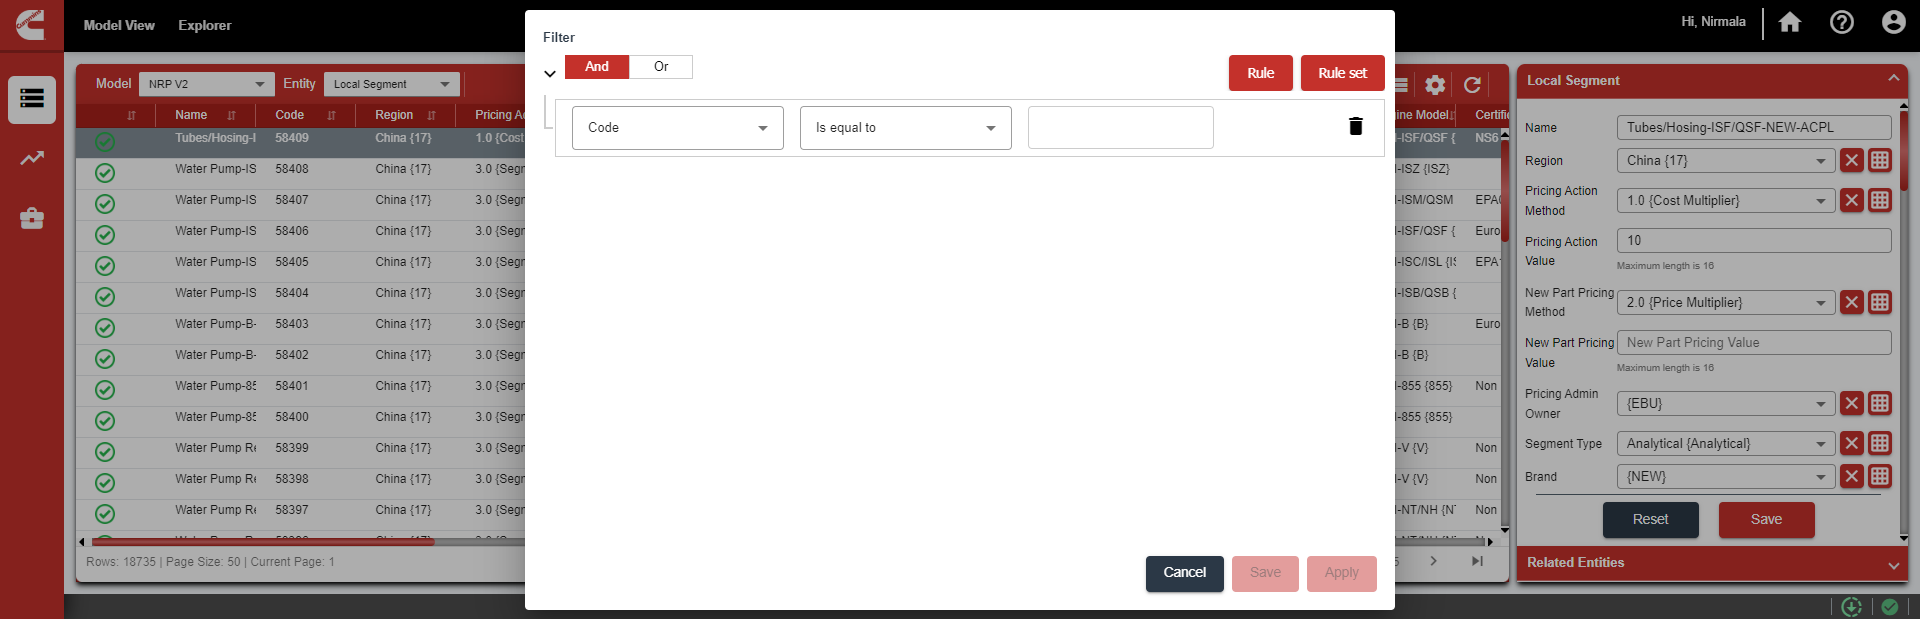 Cummins
Model View Explorer
Hi, Nirmala
Model NRP V2 Entity Local Segment
Name Code Region Pricing Ac
Tubes/Hosing-I 58409 China {17} 1.0 {Cost
Water Pump-IS 58408 China {17} 3.0 {Segr
Water Pump-IS 58407 China {17} 3.0 {Segr
Water Pump-IS 58406 China {17} 3.0 {Segr
Water Pump-IS 58405 China {17} 3.0 {Segr
Water Pump-IS 58404 China {17} 3.0 {Segr
Water Pump-B- 58403 China {17} 3.0 {Segr
Water Pump-B- 58402 China {17} 3.0 {Segr
Water Pump-85 58401 China {17} 3.0 {Segr
Water Pump-85 58400 China {17} 3.0 {Segr
Water Pump Re 58399 China {17} 3.0 {Segr
Water Pump Re 58398 China {17} 3.0 {Segr
Water Pump Re 58397 China {17} 3.0 {Segr
Rows: 18735 | Page Size: 50 | Current Page: 1
Filter
And Or
Rule Rule set
Code Is equal to
Cancel Save Apply
ine Model Certific
I-ISF/QSF { NS6
I-ISZ {ISZ}
I-ISM/QSM EPA0
I-ISF/QSF { Euro
I-ISC/ISL {IS EPA1
I-ISB/QSB {
I-B {B} Euro
I-B {B}
I-855 {855} Non
I-855 {855}
I-V {V} Non
I-V {V} Non
I-NT/NH {NT Non
Local Segment
Name Tubes/Hosing-ISF/QSF-NEW-ACPL
Region China {17}
Pricing Action Method 1.0 {Cost Multiplier}
Pricing Action Value 10
Maximum length is 16
New Part Pricing Method 2.0 {Price Multiplier}
New Part Pricing Value New Part Pricing Value
Maximum length is 16
Pricing Admin Owner {EBU}
Segment Type Analytical {Analytical}
Brand {NEW}
Reset Save
Related Entities